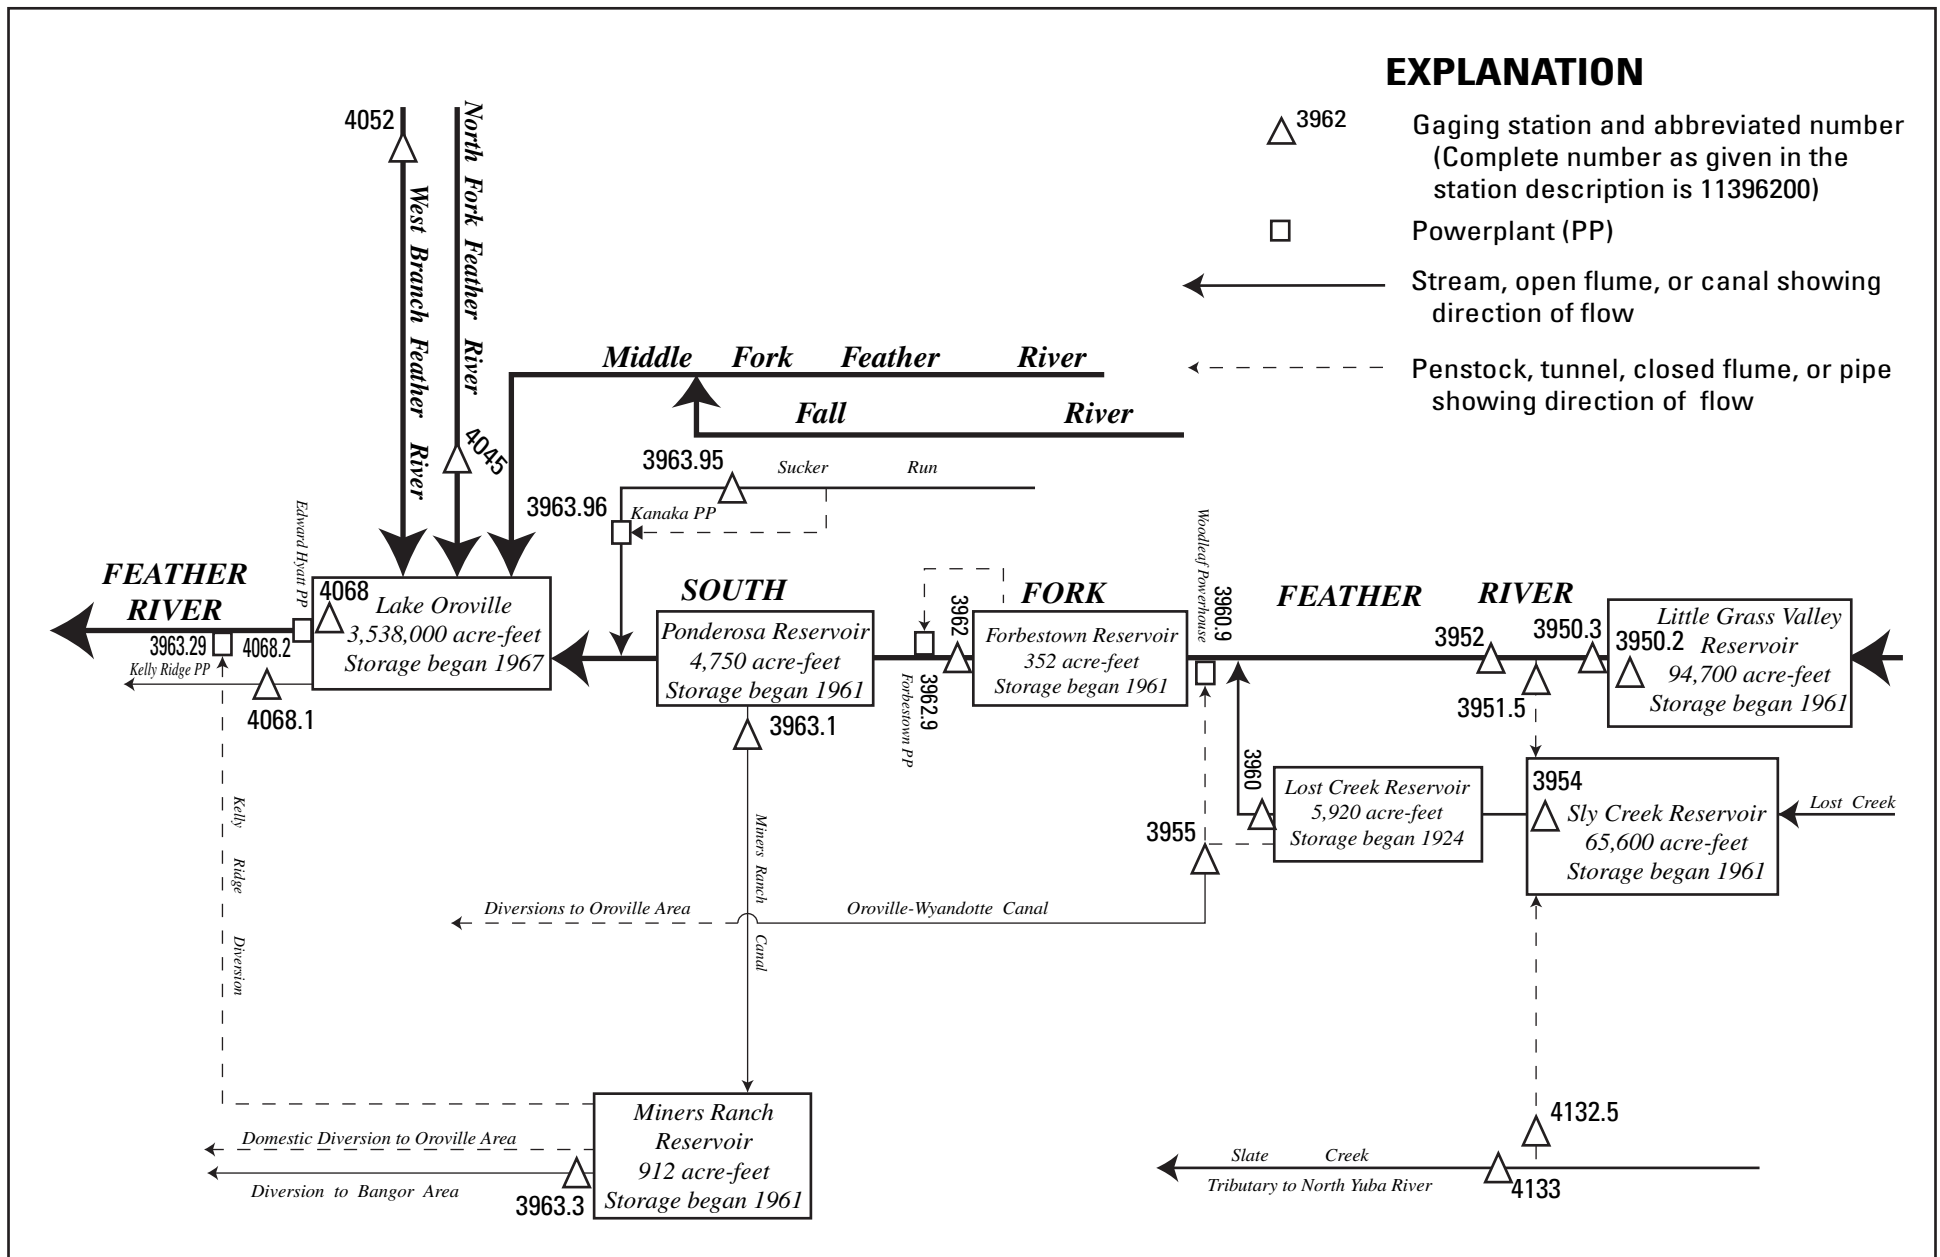 EXPLANATION
3962
Gaging station and abbreviated number
(Complete number as given in the
station description is 11396200)
Powerplant (PP)
Stream, open flume, or canal showing
direction of flow
Penstock, tunnel, closed flume, or pipe
showing direction of flow
4052
West Branch Feather River
North Fork Feather River
4045
Middle Fork Feather River
Fall River
3963.95
Sucker Run
3963.96
Kanaka PP
Edward Hyatt PP
FEATHER
RIVER
3963.29
4068.2
Kelly Ridge PP
4068.1
4068
Lake Oroville
3,538,000 acre-feet
Storage began 1967
SOUTH FORK FEATHER RIVER
Ponderosa Reservoir
4,750 acre-feet
Storage began 1961
3963.1
3962.9
Forbestown PP
3962
Forbestown Reservoir
352 acre-feet
Storage began 1961
Woodleaf Powerhouse
3960.9
3952
3950.3
3951.5
3950.2
Little Grass Valley
Reservoir
94,700 acre-feet
Storage began 1961
3960
Lost Creek Reservoir
5,920 acre-feet
Storage began 1924
3954
Sly Creek Reservoir
65,600 acre-feet
Storage began 1961
Lost Creek
3955
Diversions to Oroville Area
Oroville-Wyandotte Canal
Miners Ranch Canal
Kelly Ridge Diversion
Miners Ranch
Reservoir
912 acre-feet
Storage began 1961
Domestic Diversion to Oroville Area
Diversion to Bangor Area
3963.3
4132.5
Slate Creek
Tributary to North Yuba River
4133